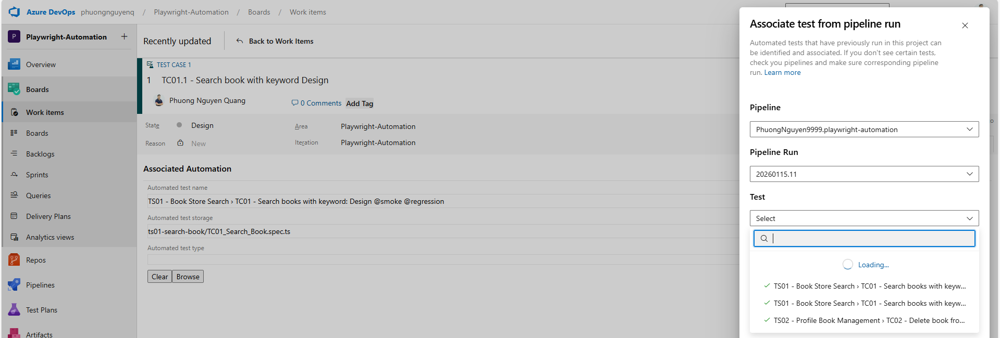 Azure DevOps phuongnguyenq / Playwright-Automation / Boards / Work items
P Playwright-Automation
Overview
Boards
Work items
Boards
Backlogs
Sprints
Queries
Delivery Plans
Analytics views
Repos
Pipelines
Test Plans
Artifacts
Recently updated Back to Work Items
TEST CASE 1
1 TC01.1 - Search book with keyword Design
Phuong Nguyen Quang 0 Comments Add Tag
State Design Area Playwright-Automation
Reason New Iteration Playwright-Automation
Associated Automation
Automated test name
TS01 - Book Store Search › TC01 - Search books with keyword: Design @smoke @regression
Automated test storage
ts01-search-book/TC01_Search_Book.spec.ts
Automated test type
Clear Browse
Associate test from pipeline run
Automated tests that have previously run in this project can
be identified and associated. If you don't see certain tests,
check you pipelines and make sure corresponding pipeline
run. Learn more
Pipeline
PhuongNguyen9999.playwright-automation
Pipeline Run
20260115.11
Test
Select
Loading...
TS01 - Book Store Search › TC01 - Search books with keyw...
TS01 - Book Store Search › TC01 - Search books with keyw...
TS02 - Profile Book Management › TC02 - Delete book fro...